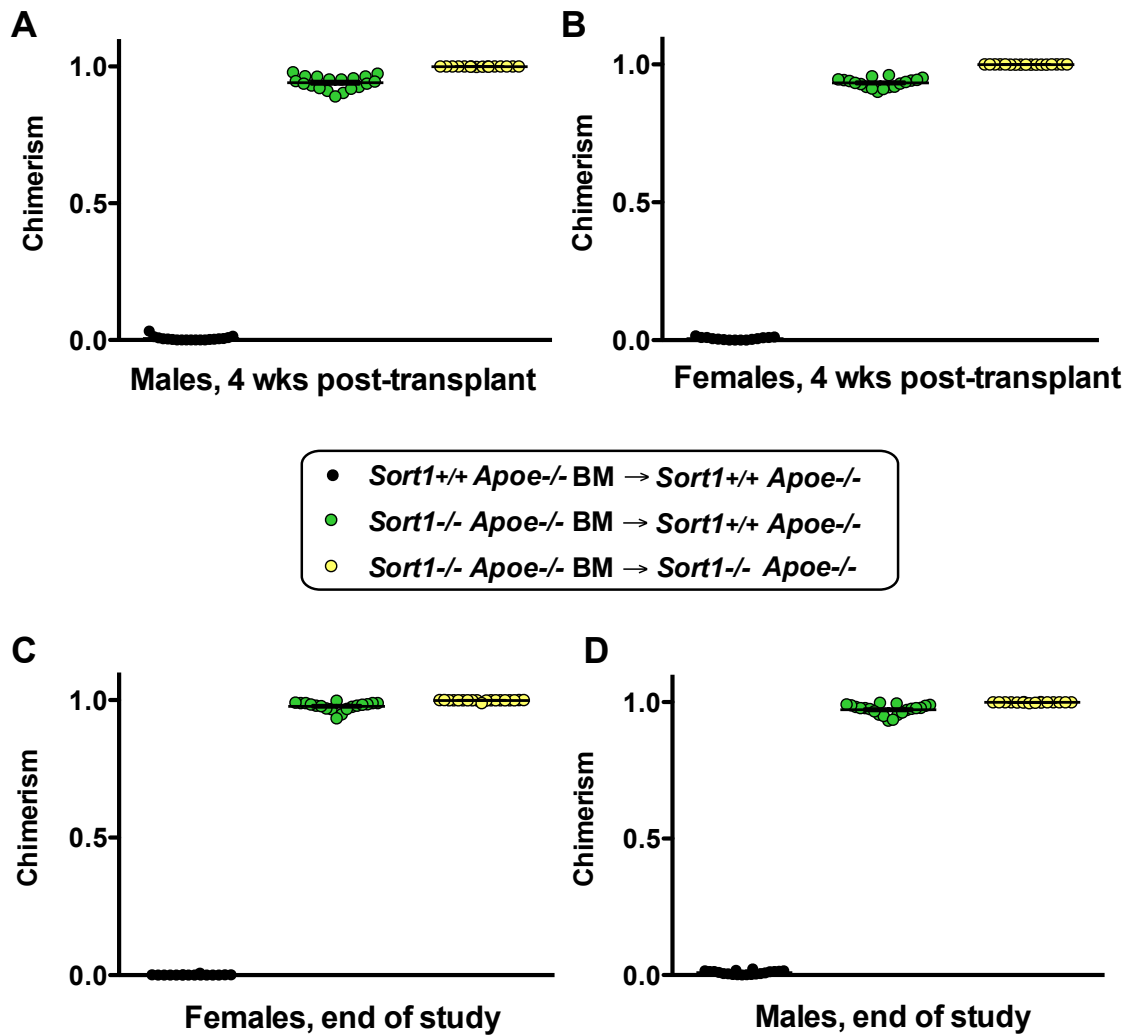 A
B
1.0
0.5
0.0
Chimerism
Males, 4 wks post-transplant
1.0
0.5
0.0
Chimerism
Females, 4 wks post-transplant
Sort1+/+ Apoe-/- BM → Sort1+/+ Apoe-/-
Sort1-/- Apoe-/- BM → Sort1+/+ Apoe-/-
Sort1-/- Apoe-/- BM → Sort1-/- Apoe-/-
C
D
1.0
0.5
0.0
Chimerism
Females, end of study
1.0
0.5
0.0
Chimerism
Males, end of study